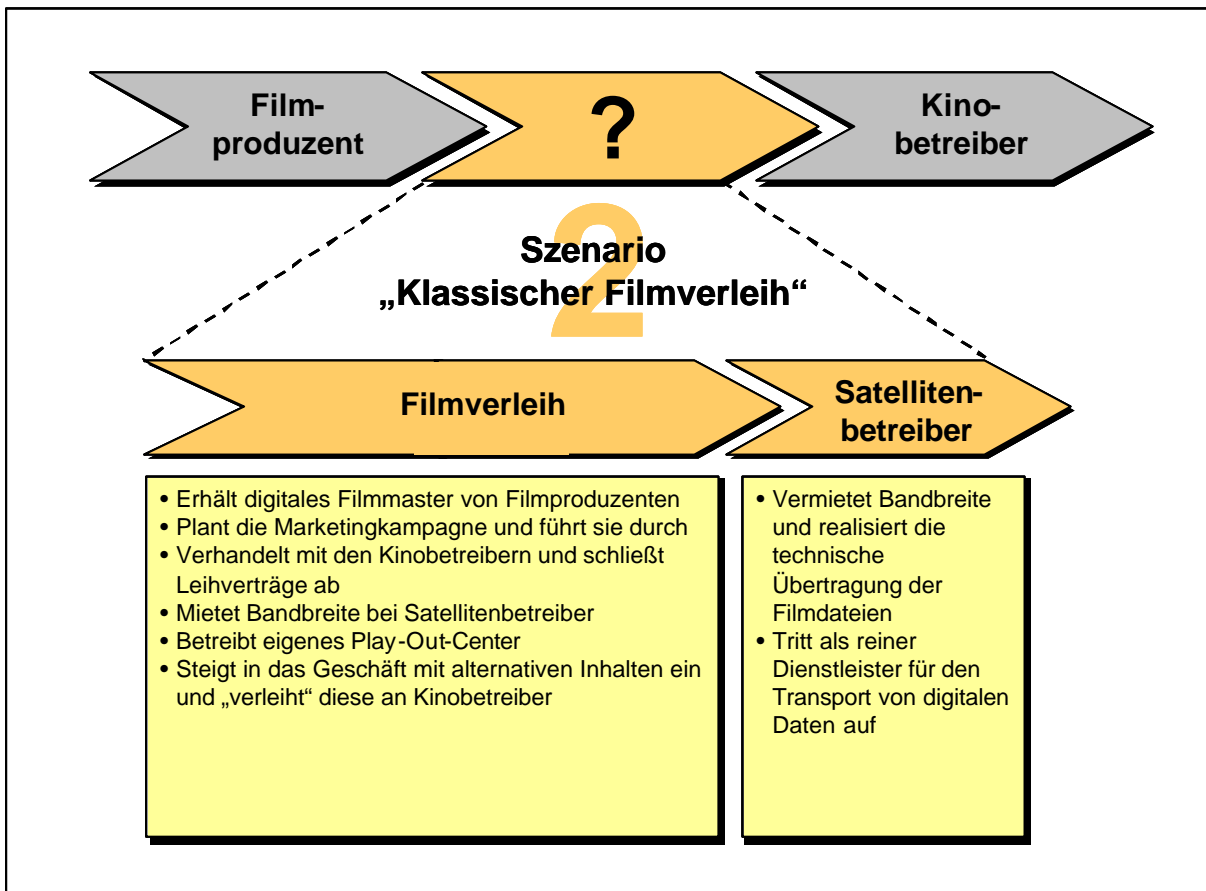 Film-
produzent
?
Kino-
betreiber
2
Szenario
„Klassischer Filmverleih“
Filmverleih
Satelliten-
betreiber
• Erhält digitales Filmmaster von Filmproduzenten
• Plant die Marketingkampagne und führt sie durch
• Verhandelt mit den Kinobetreibern und schließt
Leihverträge ab
• Mietet Bandbreite bei Satellitenbetreiber
• Betreibt eigenes Play-Out-Center
• Steigt in das Geschäft mit alternativen Inhalten ein
und „verleiht“ diese an Kinobetreiber
• Vermietet Bandbreite
und realisiert die
technische
Übertragung der
Filmdateien
• Tritt als reiner
Dienstleister für den
Transport von digitalen
Daten auf